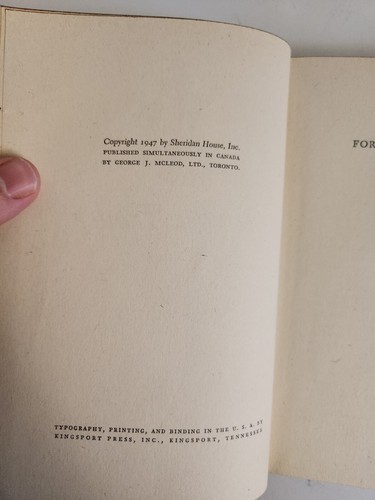 Copyright 1947 by Sheridan House, Inc.
PUBLISHED SIMULTANEOUSLY IN CANADA
BY GEORGE J. MCLEOD, LTD., TORONTO.
TYPOGRAPHY, PRINTING, AND BINDING IN THE U. S. A. BY
KINGSPORT PRESS, INC., KINGSPORT, TENNESSEE
FOR